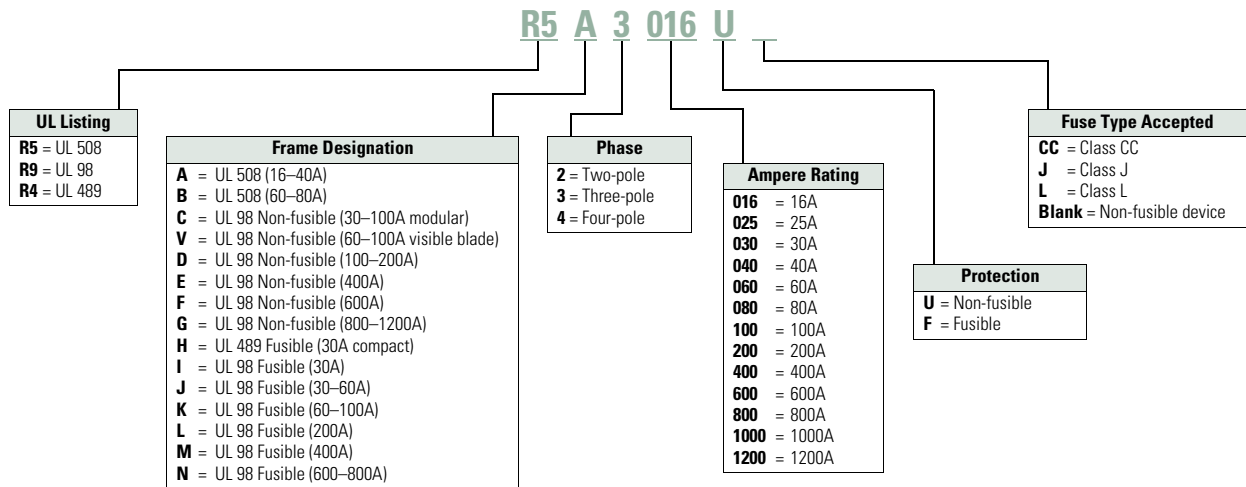 R5 A 3 016 U _
UL Listing
R5 = UL 508
R9 = UL 98
R4 = UL 489
Frame Designation
A = UL 508 (16–40A)
B = UL 508 (60–80A)
C = UL 98 Non-fusible (30–100A modular)
V = UL 98 Non-fusible (60–100A visible blade)
D = UL 98 Non-fusible (100–200A)
E = UL 98 Non-fusible (400A)
F = UL 98 Non-fusible (600A)
G = UL 98 Non-fusible (800–1200A)
H = UL 489 Fusible (30A compact)
I = UL 98 Fusible (30A)
J = UL 98 Fusible (30–60A)
K = UL 98 Fusible (60–100A)
L = UL 98 Fusible (200A)
M = UL 98 Fusible (400A)
N = UL 98 Fusible (600–800A)
Phase
2 = Two-pole
3 = Three-pole
4 = Four-pole
Ampere Rating
016 = 16A
025 = 25A
030 = 30A
040 = 40A
060 = 60A
080 = 80A
100 = 100A
200 = 200A
400 = 400A
600 = 600A
800 = 800A
1000 = 1000A
1200 = 1200A
Protection
U = Non-fusible
F = Fusible
Fuse Type Accepted
CC = Class CC
J = Class J
L = Class L
Blank = Non-fusible device